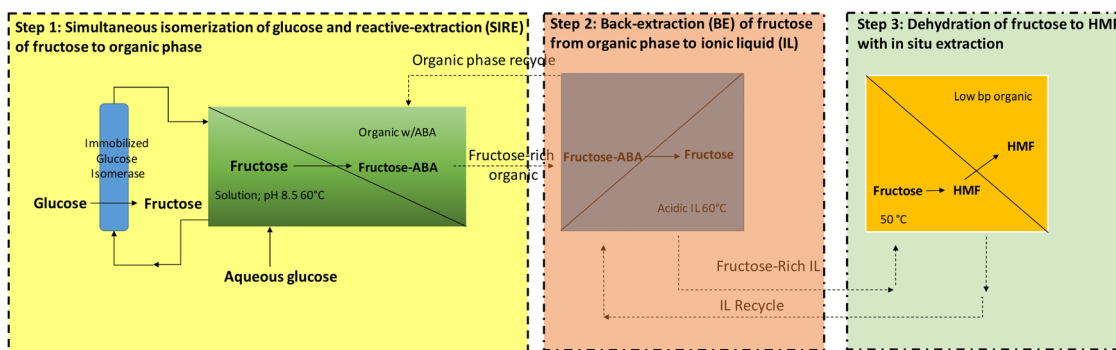 Step 1: Simultaneous isomerization of glucose and reactive-extraction (SIRE)
of fructose to organic phase
Organic phase recycle
Immobilized
Glucose
Isomerase
Glucose
Fructose
Organic w/ABA
Fructose
Fructose-ABA
Solution; pH 8.5 60°C
Aqueous glucose
Fructose-rich
organic
Step 2: Back-extraction (BE) of fructose
from organic phase to ionic liquid (IL)
Fructose-ABA
Fructose
Acidic IL 60°C
Fructose-Rich IL
IL Recycle
Step 3: Dehydration of fructose to HMF
with in situ extraction
Low bp organic
HMF
Fructose
HMF
50 °C